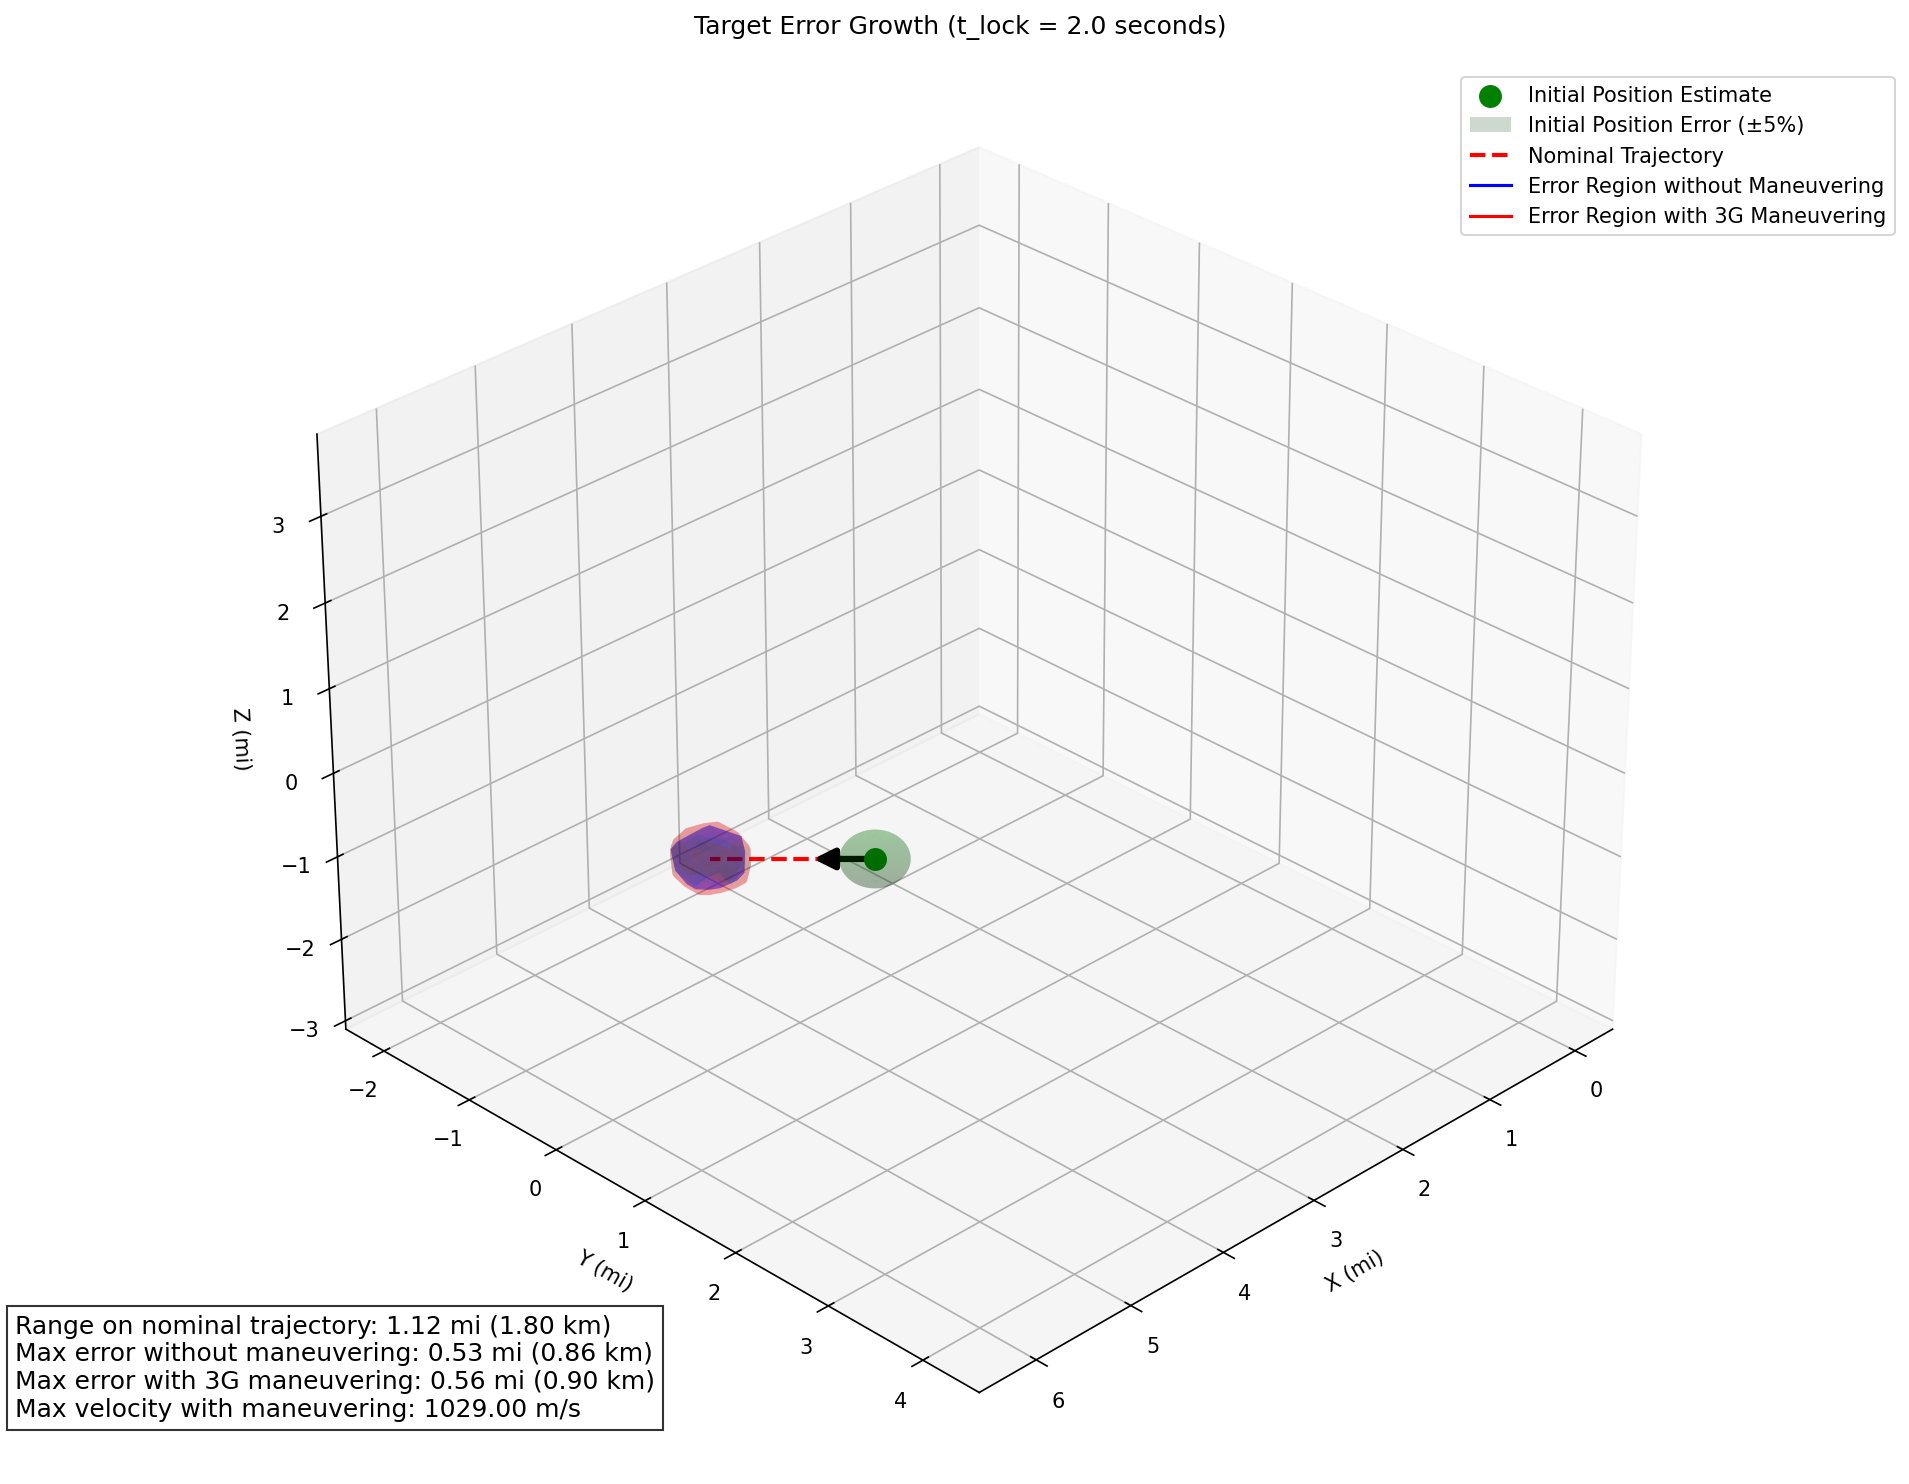 Target Error Growth (t_lock = 2.0 seconds)
Initial Position Estimate
Initial Position Error (±5%)
Nominal Trajectory
Error Region without Maneuvering
Error Region with 3G Maneuvering
3
2
1
0
−1
−2
−3
Z (mi)
−2
−1
0
1
2
3
4
Y (mi)
0
1
2
3
4
5
6
X (mi)
Range on nominal trajectory: 1.12 mi (1.80 km)
Max error without maneuvering: 0.53 mi (0.86 km)
Max error with 3G maneuvering: 0.56 mi (0.90 km)
Max velocity with maneuvering: 1029.00 m/s